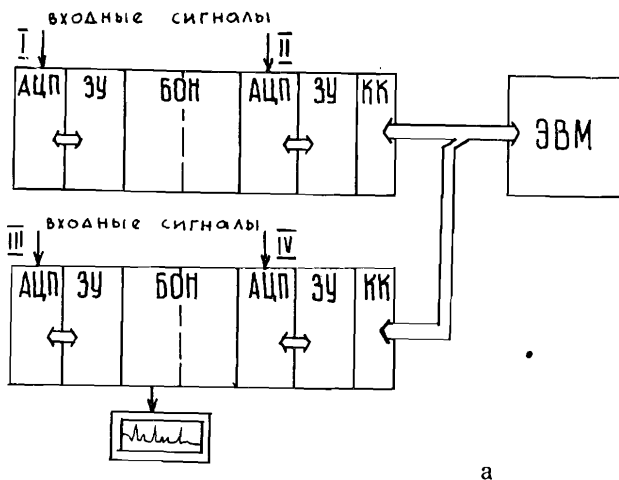 входные сигналы
I II
АЦП ЗУ БОН АЦП ЗУ КК
ЭВМ
входные сигналы
III IV
АЦП ЗУ БОН АЦП ЗУ КК
а